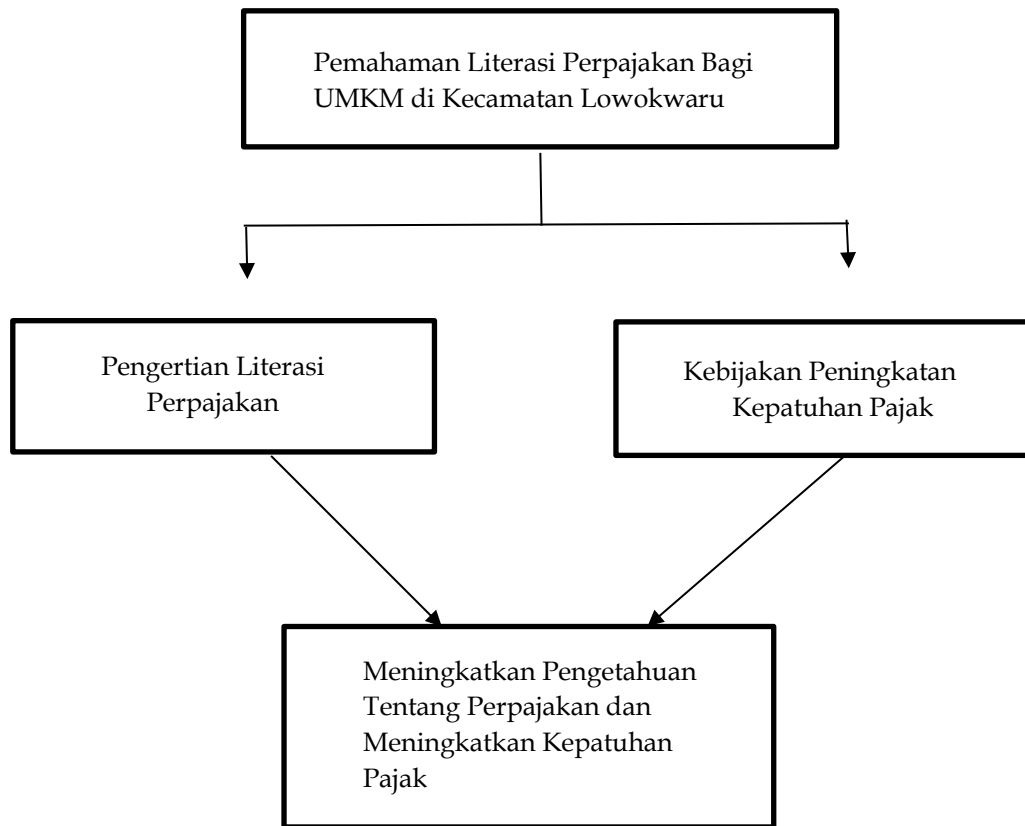 Pemahaman Literasi Perpajakan Bagi
UMKM di Kecamatan Lowokwaru
Pengertian Literasi
Perpajakan
Kebijakan Peningkatan
Kepatuhan Pajak
Meningkatkan Pengetahuan
Tentang Perpajakan dan
Meningkatkan Kepatuhan
Pajak